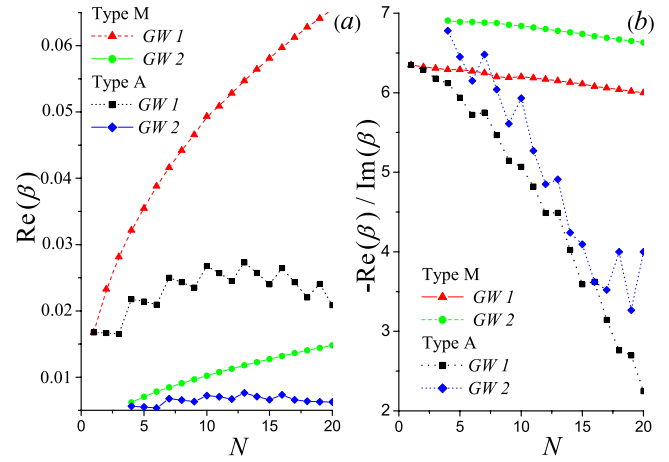 Type M
GW 1
GW 2
Type A
GW 1
GW 2
(a)
Re(β)
0.06
0.05
0.04
0.03
0.02
0.01
0 5 10 15 20
N
(b)
-Re(β) / Im(β)
7
6
5
4
3
2
Type M
GW 1
GW 2
Type A
GW 1
GW 2
0 5 10 15 20
N